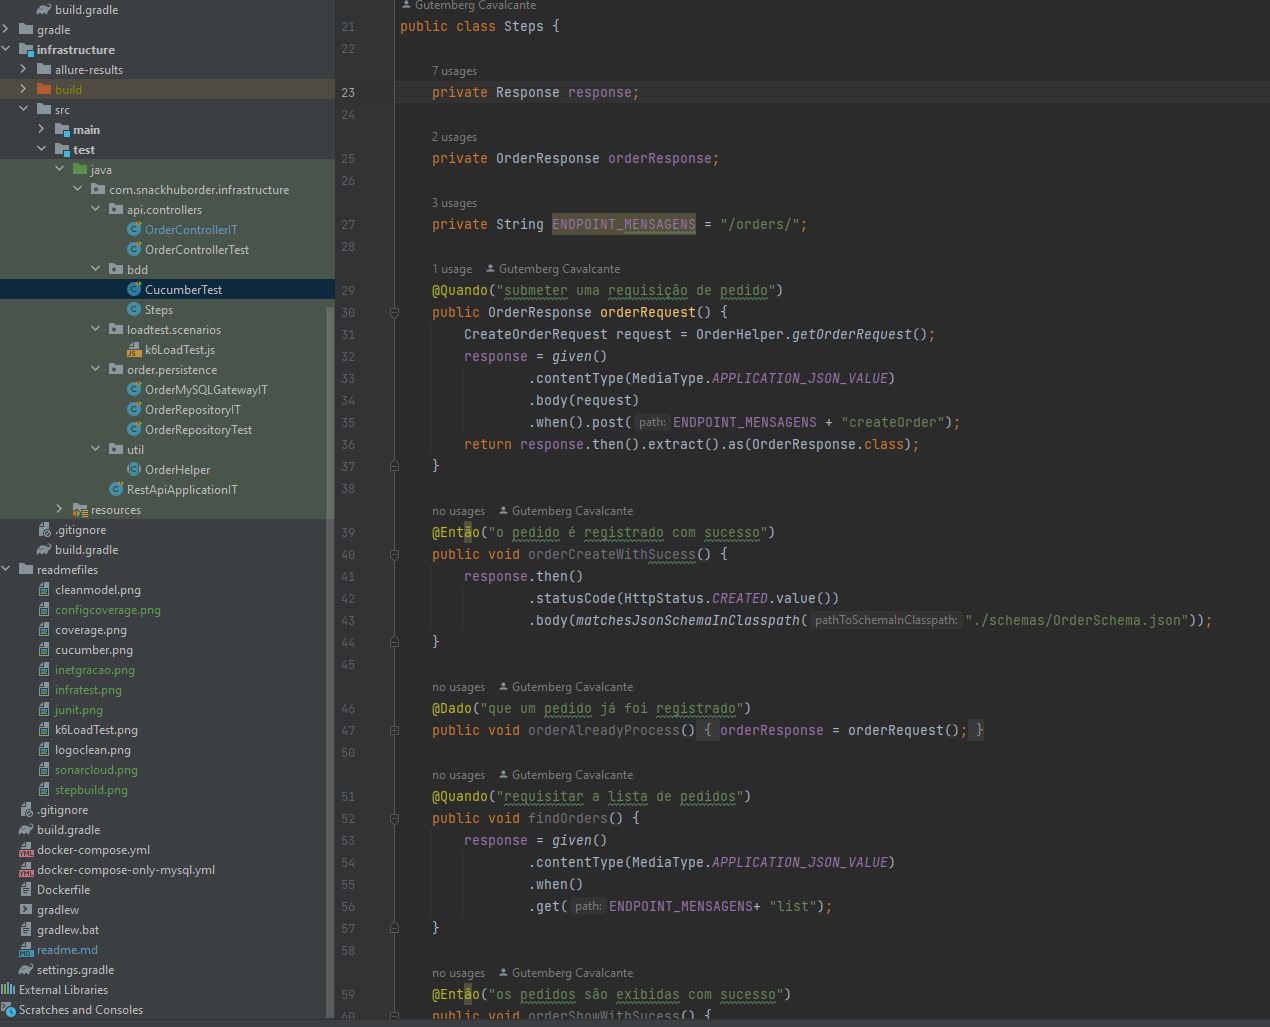 build.gradle
gradle
infrastructure
allure-results
build
src
main
test
java
com.snackhuborder.infrastructure
api.controllers
OrderControllerIT
OrderControllerTest
bdd
CucumberTest
Steps
loadtest.scenarios
k6LoadTest.js
order.persistence
OrderMySQLGatewayIT
OrderRepositoryIT
OrderRepositoryTest
util
OrderHelper
RestApiApplicationIT
resources
.gitignore
build.gradle
readmefiles
cleanmodel.png
configcoverage.png
coverage.png
cucumber.png
inetgracao.png
infratest.png
junit.png
k6LoadTest.png
logoclean.png
sonarcloud.png
stepbuild.png
.gitignore
build.gradle
docker-compose.yml
docker-compose-only-mysql.yml
Dockerfile
gradlew
gradlew.bat
readme.md
settings.gradle
External Libraries
Scratches and Consoles
Gutemberg Cavalcante
21 public class Steps {
22
7 usages
23 private Response response;
24
2 usages
25 private OrderResponse orderResponse;
26
3 usages
27 private String ENDPOINT_MENSAGENS = "/orders/";
28
1 usage Gutemberg Cavalcante
29 @Quando("submeter uma requisição de pedido")
30 public OrderResponse orderRequest() {
31 CreateOrderRequest request = OrderHelper.getOrderRequest();
32 response = given()
33 .contentType(MediaType.APPLICATION_JSON_VALUE)
34 .body(request)
35 .when().post( path: ENDPOINT_MENSAGENS + "createOrder");
36 return response.then().extract().as(OrderResponse.class);
37 }
38
no usages Gutemberg Cavalcante
39 @Então("o pedido é registrado com sucesso")
40 public void orderCreateWithSucess() {
41 response.then()
42 .statusCode(HttpStatus.CREATED.value())
43 .body(matchesJsonSchemaInClasspath( pathToSchemaInClasspath: "./schemas/OrderSchema.json"));
44 }
45
no usages Gutemberg Cavalcante
46 @Dado("que um pedido já foi registrado")
47 public void orderAlreadyProcess() { orderResponse = orderRequest(); }
50
no usages Gutemberg Cavalcante
51 @Quando("requisitar a lista de pedidos")
52 public void findOrders() {
53 response = given()
54 .contentType(MediaType.APPLICATION_JSON_VALUE)
55 .when()
56 .get( path: ENDPOINT_MENSAGENS+ "list");
57 }
58
no usages Gutemberg Cavalcante
59 @Então("os pedidos são exibidas com sucesso")
60 public void orderShowWithSucess() {